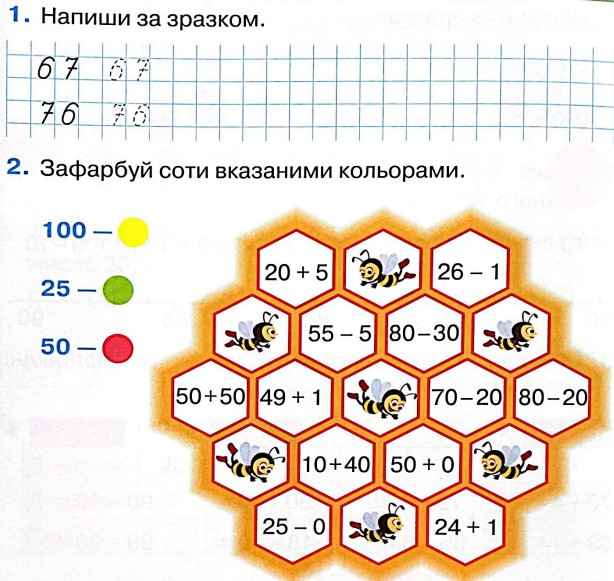 1. Напиши за зразком.
67 67
76 76
2. Зафарбуй соти вказаними кольорами.
100 –
25 –
50 –
20 + 5 26 – 1
55 – 5 80 – 30
50 + 50 49 + 1 70 – 20 80 – 20
10 + 40 50 + 0
25 – 0 24 + 1